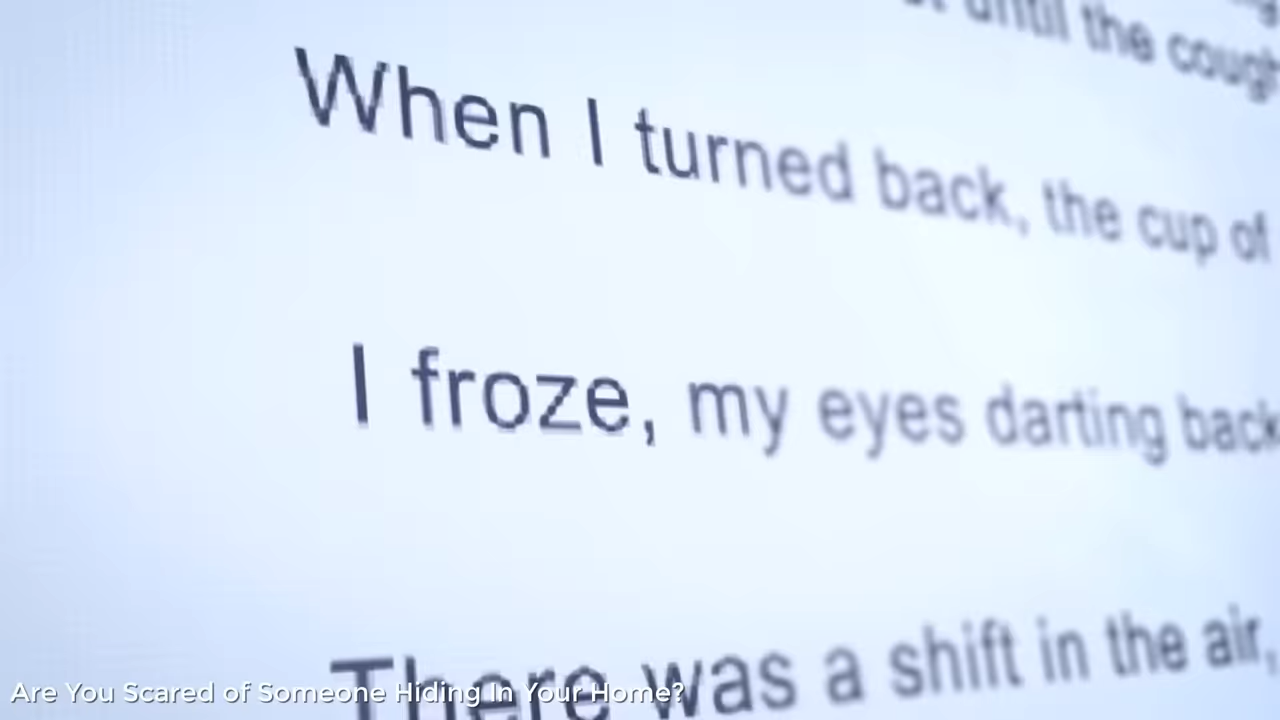 until the cough
When I turned back, the cup of
I froze, my eyes darting back
There was a shift in the air,
Are You Scared of Someone Hiding In Your Home?